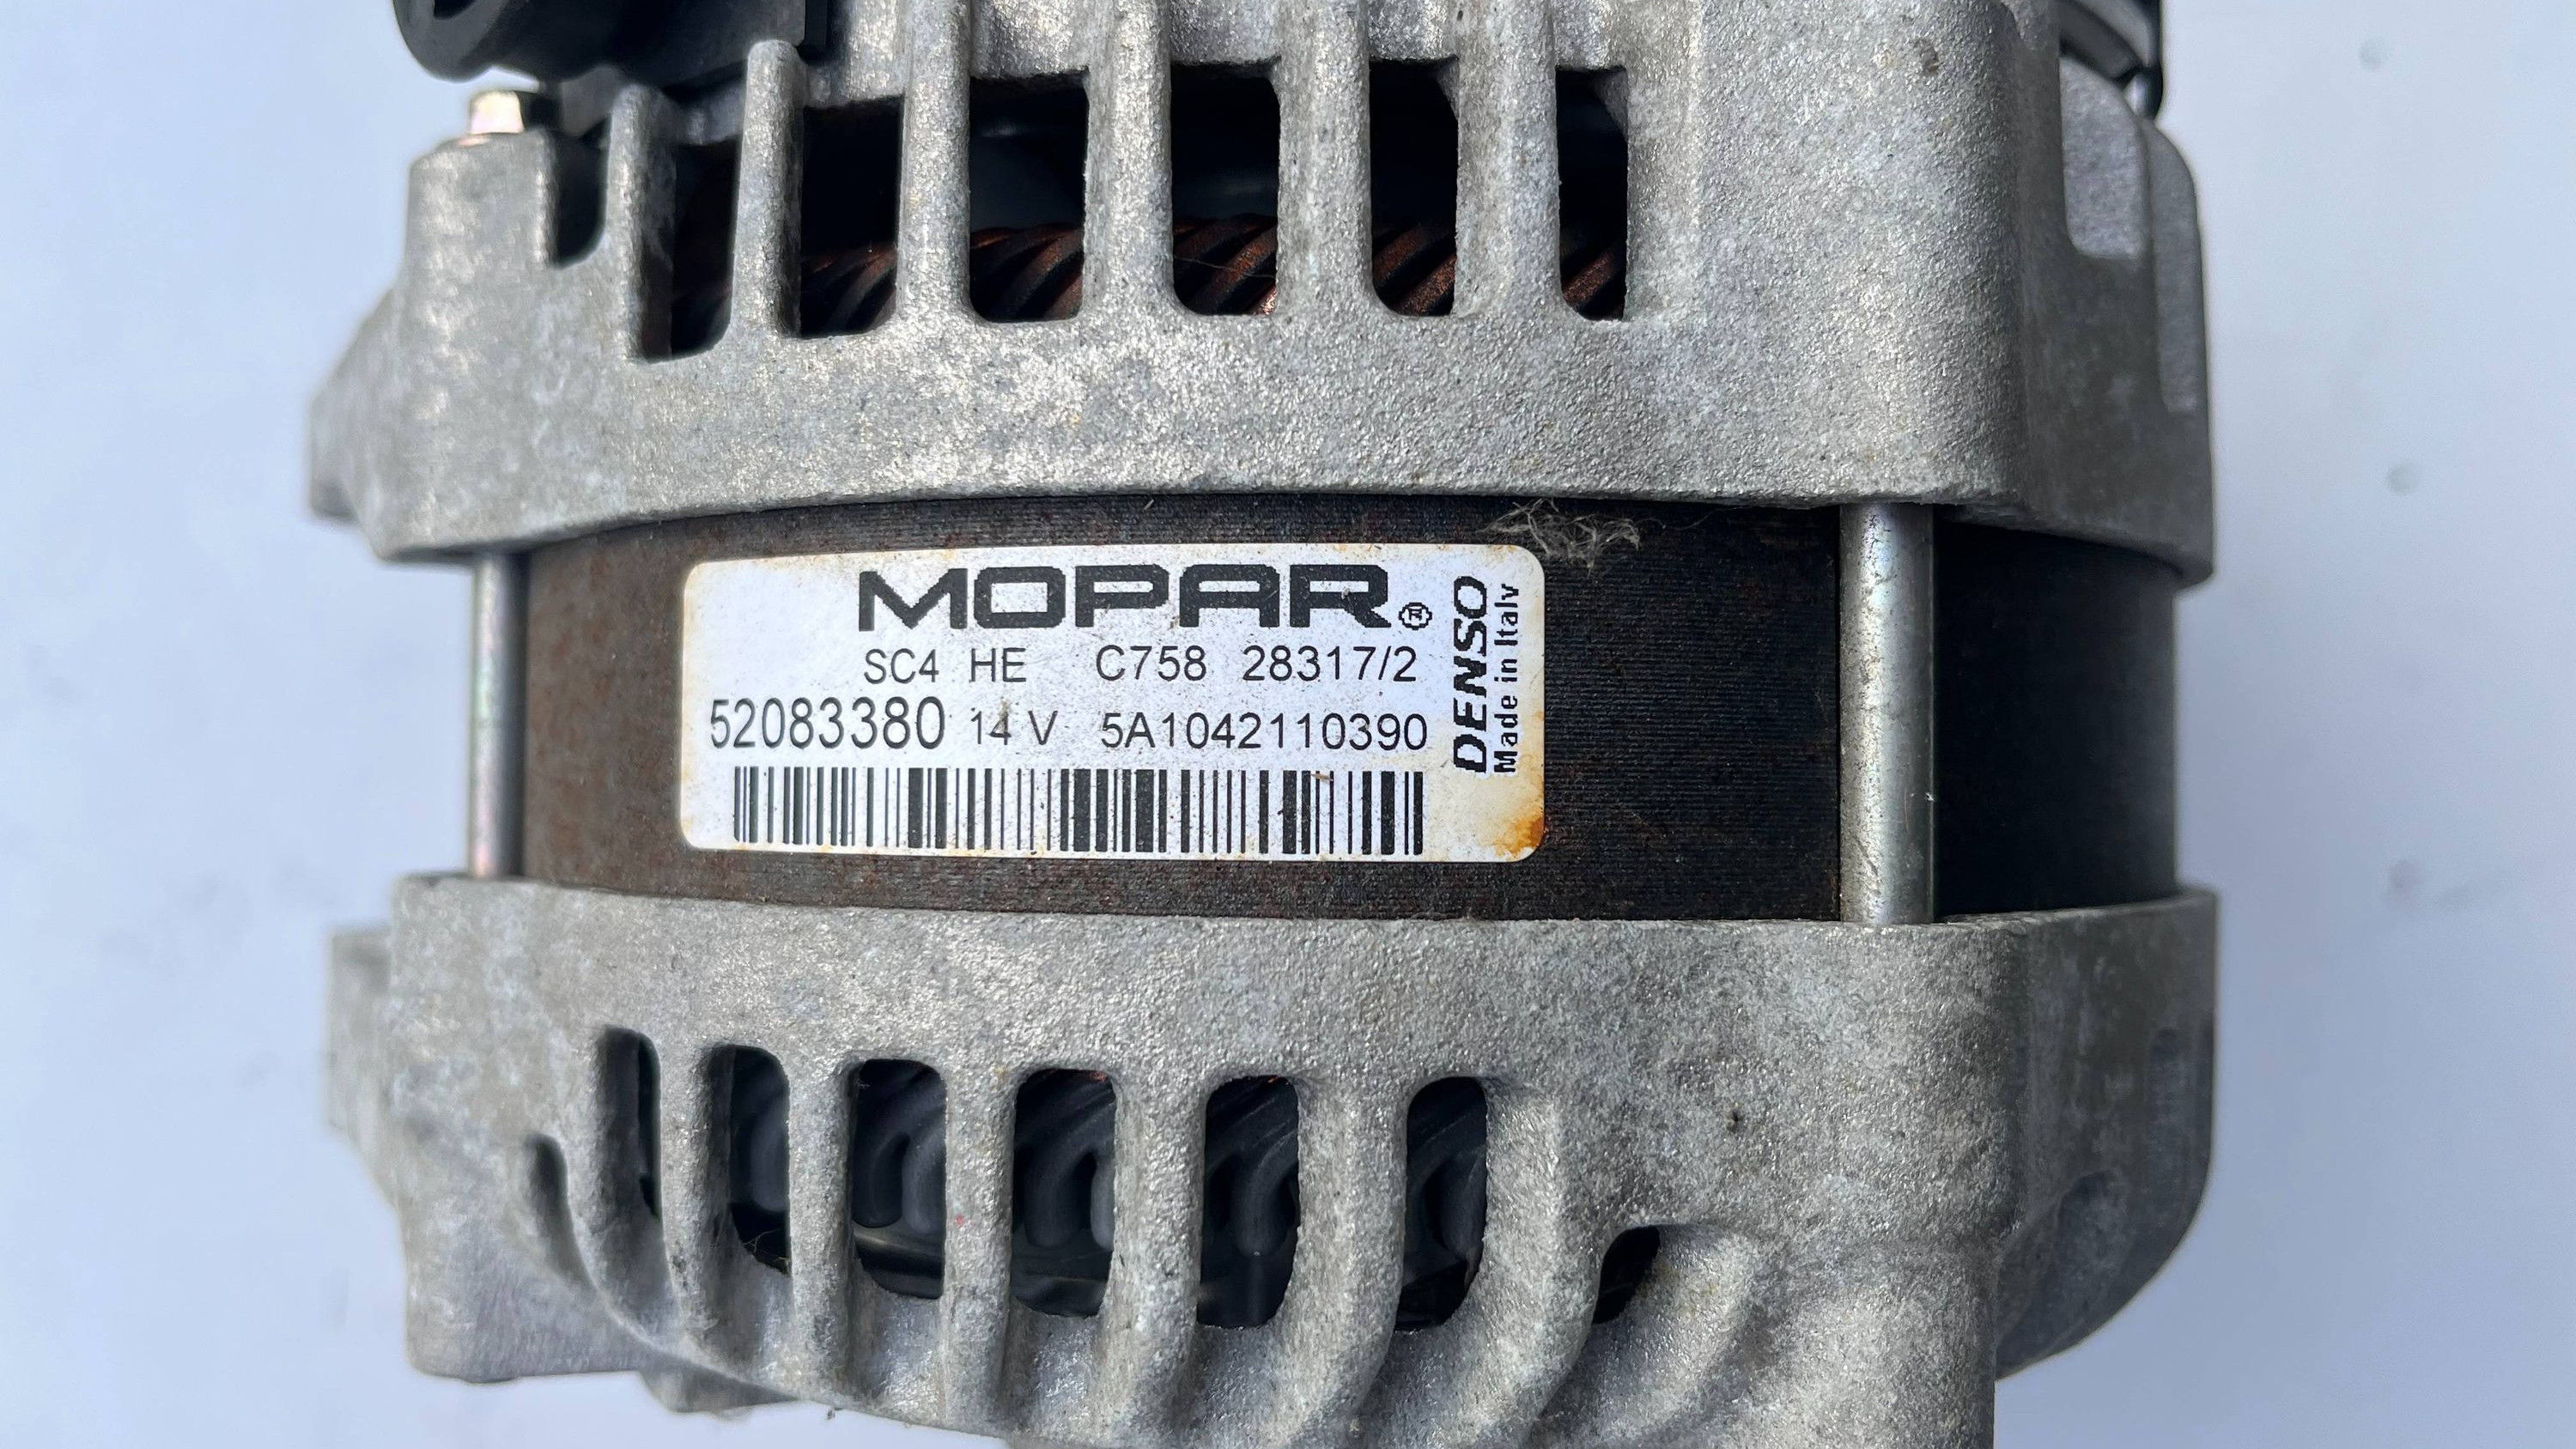 MOPAR®
SC4 HE C758 28317/2
52083380 14 V 5A1042110390
DENSO
Made in Italy